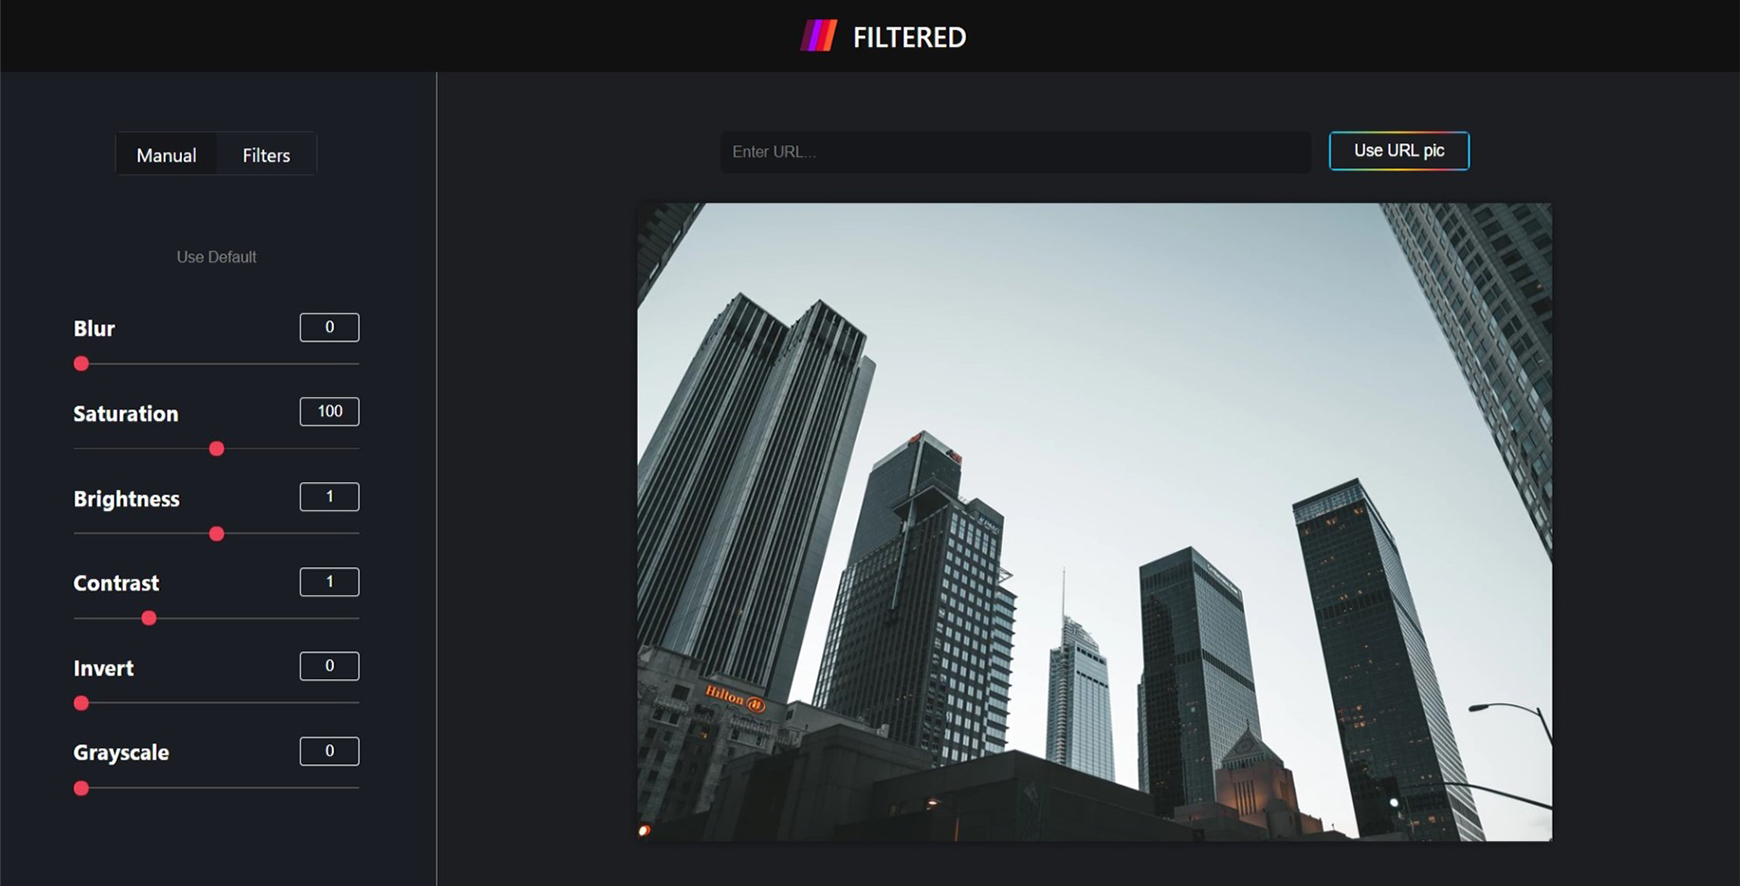 FILTERED
Manual
Filters
Enter URL...
Use URL pic
Use Default
Blur
0
Saturation
100
Brightness
1
Contrast
1
Invert
0
Grayscale
0
Hilton
KPMG